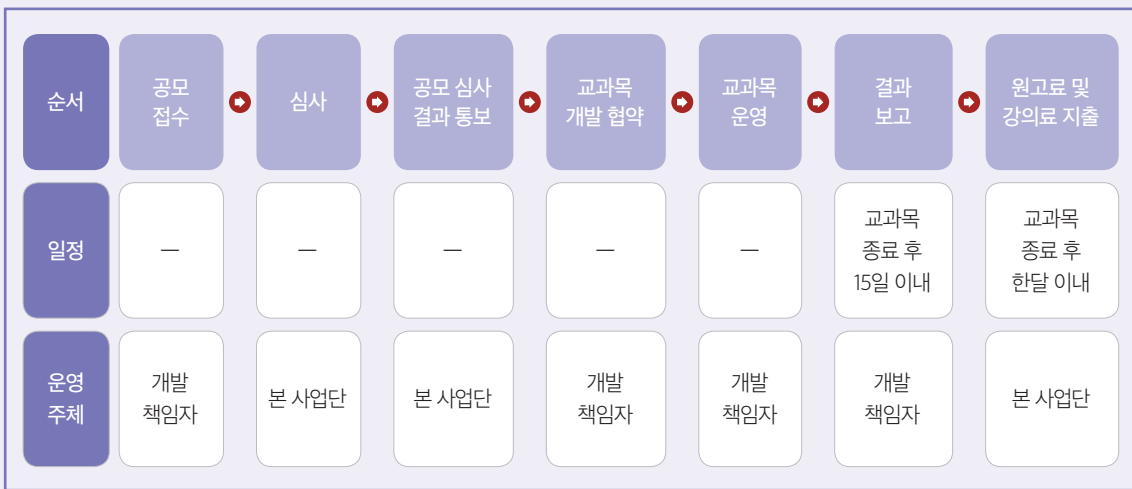 순서
공모
접수
심사
공모 심사
결과 통보
교과목
개발 협약
교과목
운영
결과
보고
원고료 및
강의료 지출
일정
—
—
—
—
—
교과목
종료 후
15일 이내
교과목
종료 후
한달 이내
운영
주체
개발
책임자
본 사업단
본 사업단
개발
책임자
개발
책임자
개발
책임자
본 사업단